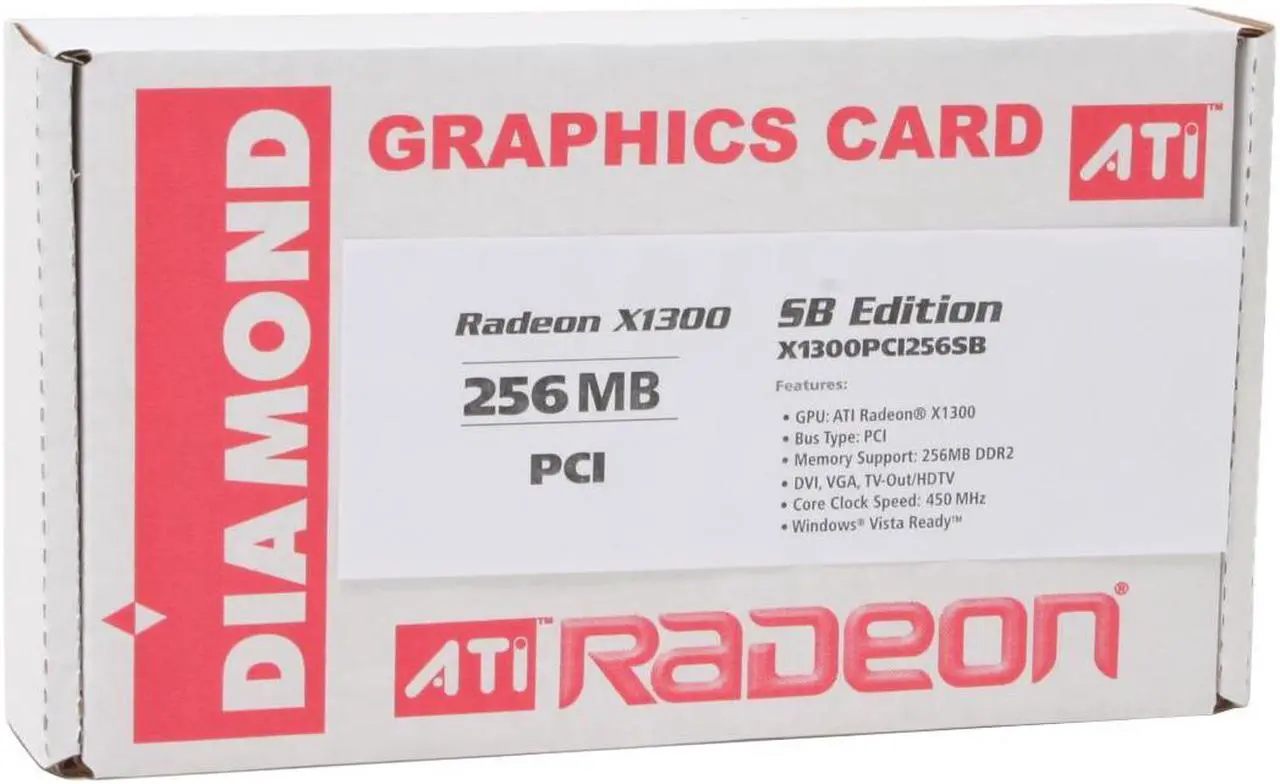 DIAMOND
GRAPHICS CARD
ATI™
Radeon X1300
256 MB
PCI
SB Edition
X1300PCI256SB
Features:
• GPU: ATI Radeon® X1300
• Bus Type: PCI
• Memory Support: 256MB DDR2
• DVI, VGA, TV-Out/HDTV
• Core Clock Speed: 450 MHz
• Windows® Vista Ready™
ATI™ RADEON®